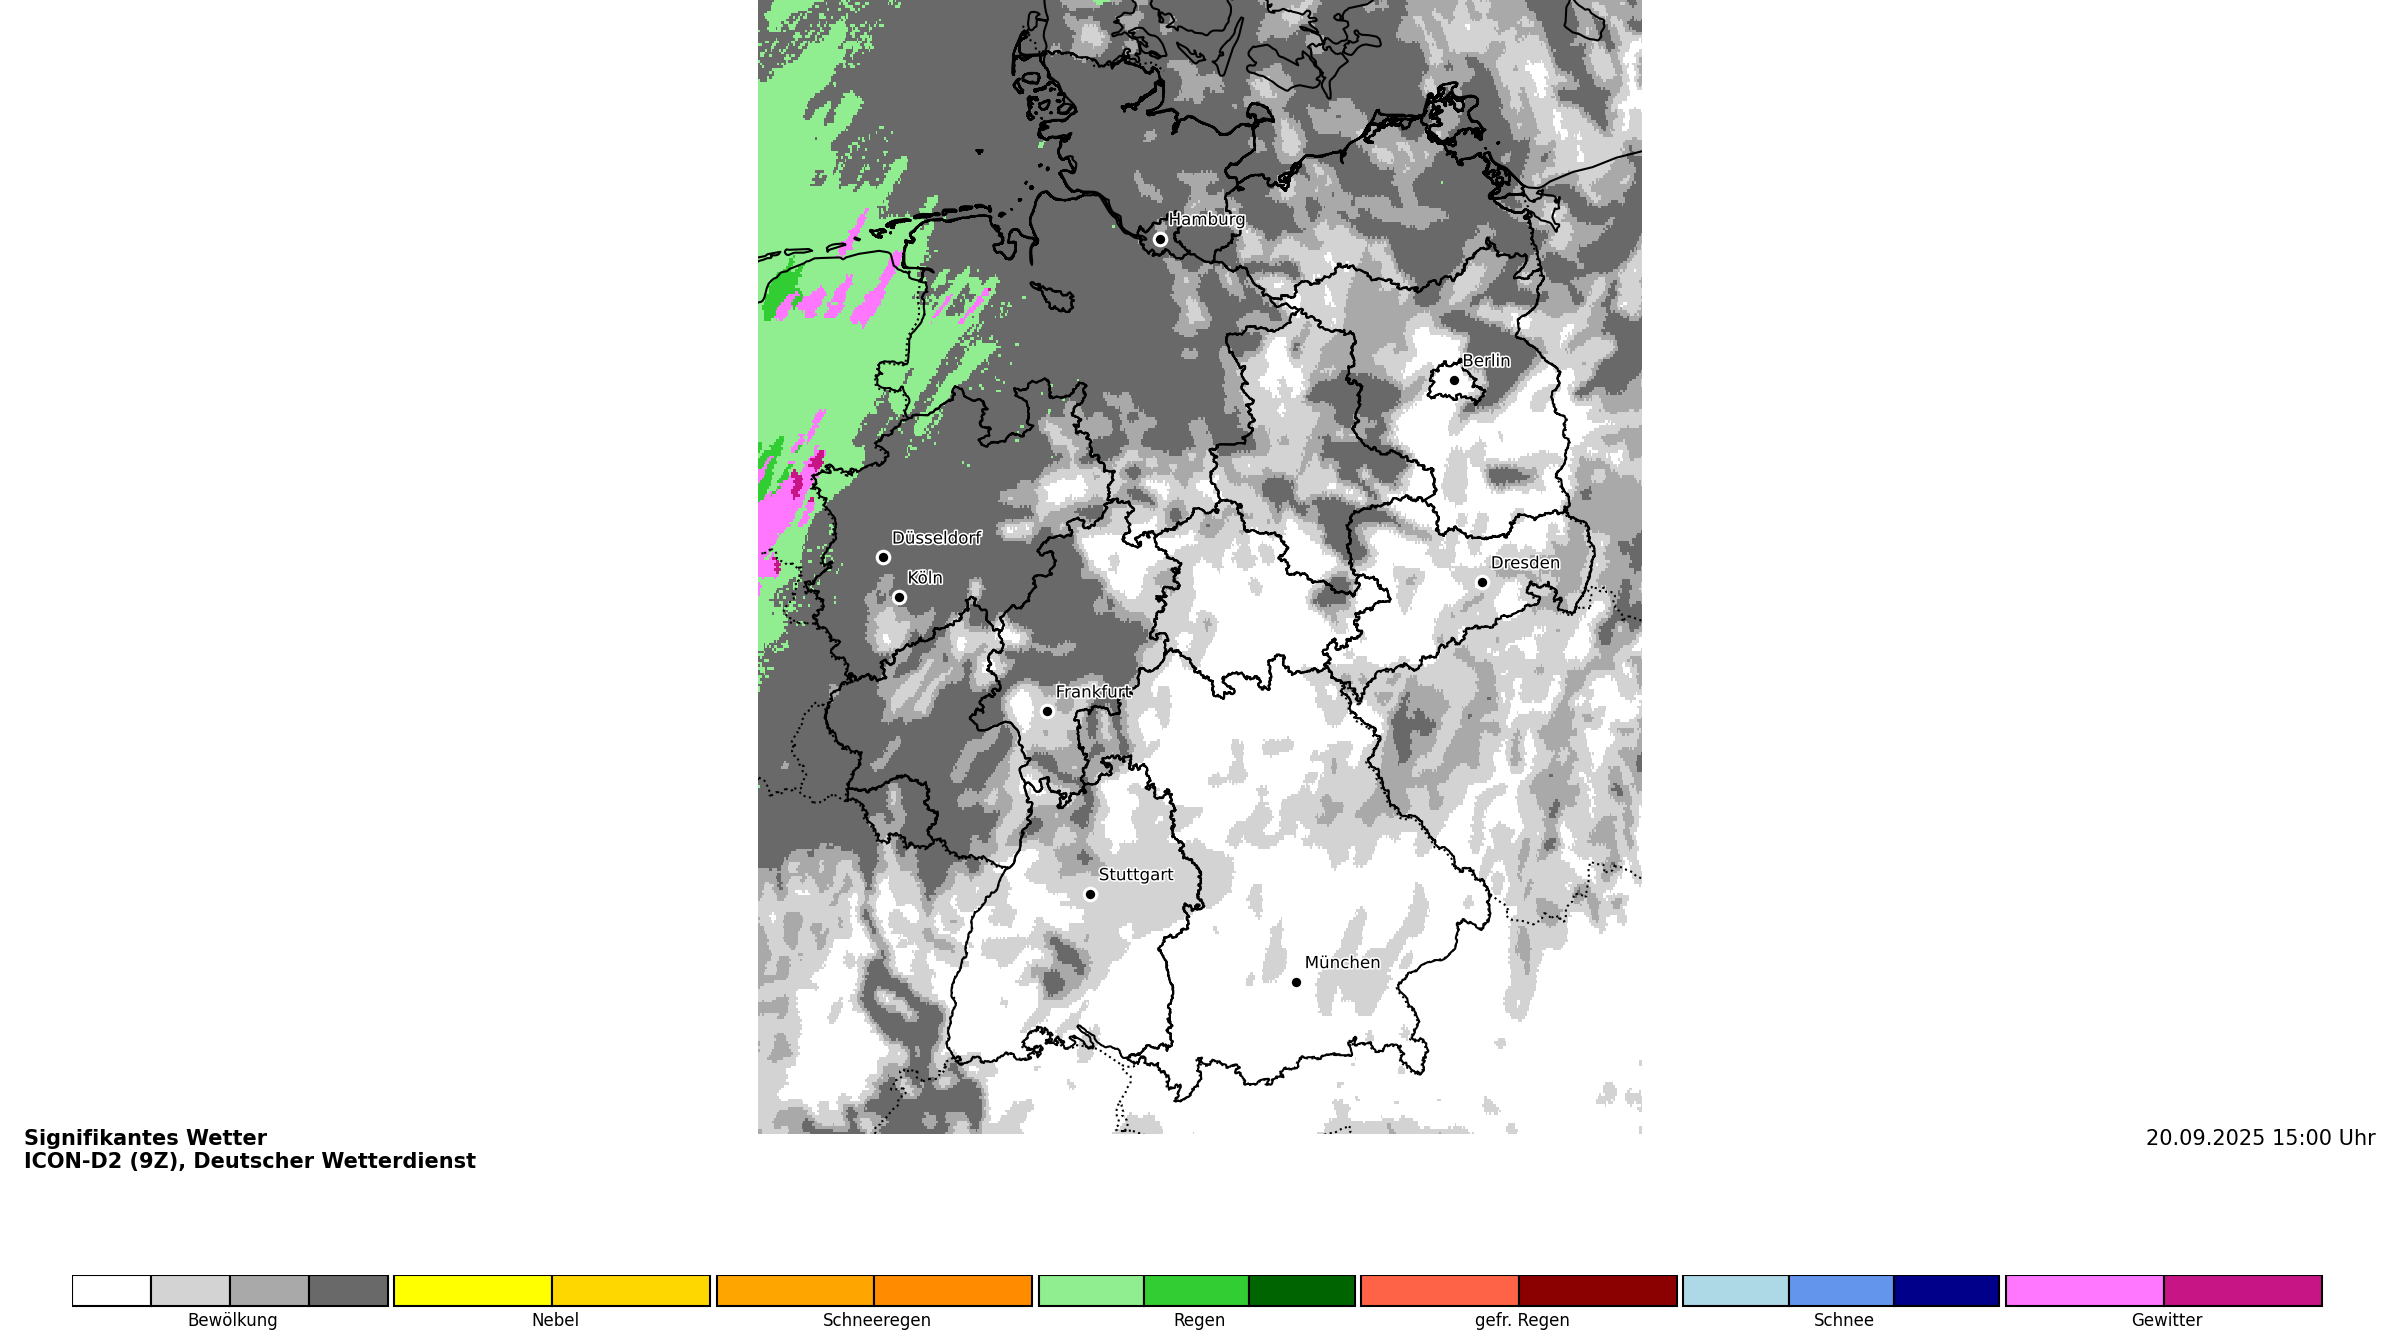 Hamburg
Berlin
Düsseldorf
Köln
Dresden
Frankfurt
Stuttgart
München
Signifikantes Wetter
ICON-D2 (9Z), Deutscher Wetterdienst
20.09.2025 15:00 Uhr
Bewölkung
Nebel
Schneeregen
Regen
gefr. Regen
Schnee
Gewitter